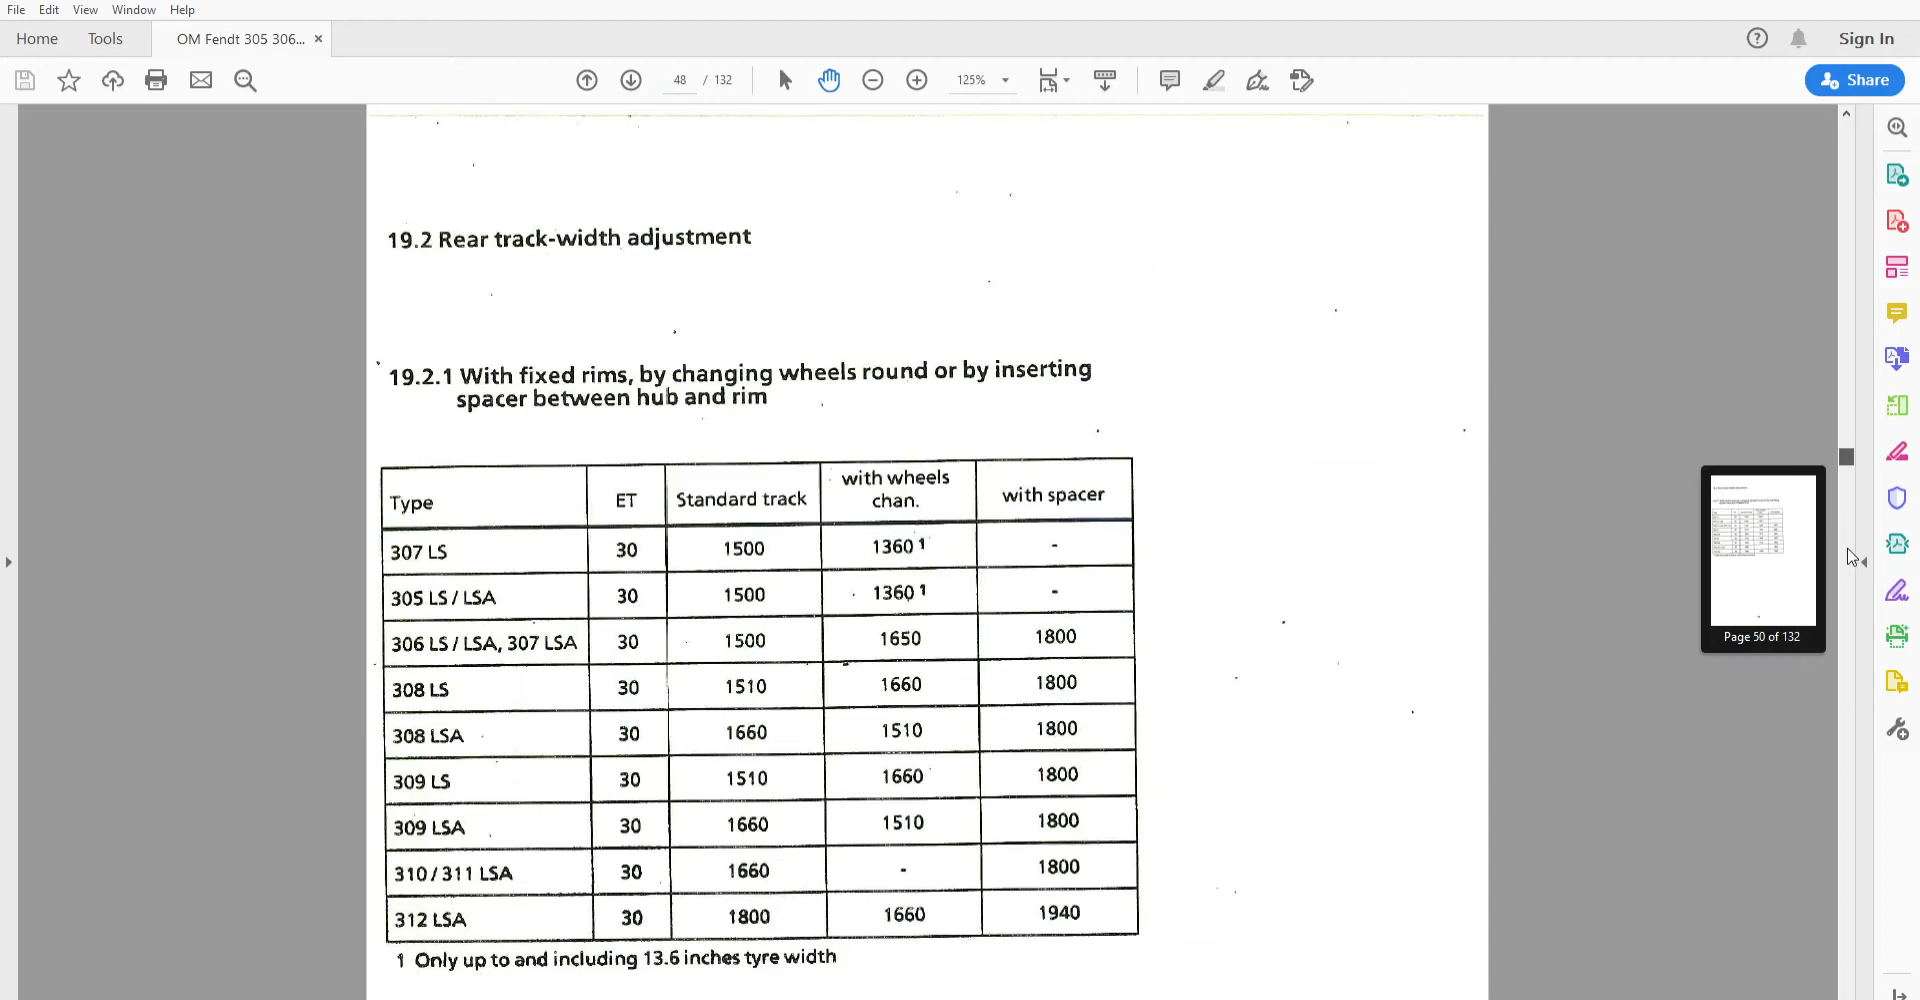 File Edit View Window Help
Home Tools OM Fendt 305 306... × Sign In
48 / 132 125% Share
19.2 Rear track-width adjustment
19.2.1 With fixed rims, by changing wheels round or by inserting
spacer between hub and rim
Type ET Standard track with wheels chan. with spacer
307 LS 30 1500 1360 1 -
305 LS / LSA 30 1500 1360 1 -
306 LS / LSA, 307 LSA 30 1500 1650 1800
308 LS 30 1510 1660 1800
308 LSA 30 1660 1510 1800
309 LS 30 1510 1660 1800
309 LSA 30 1660 1510 1800
310 / 311 LSA 30 1660 - 1800
312 LSA 30 1800 1660 1940
1 Only up to and including 13.6 inches tyre width
Page 50 of 132